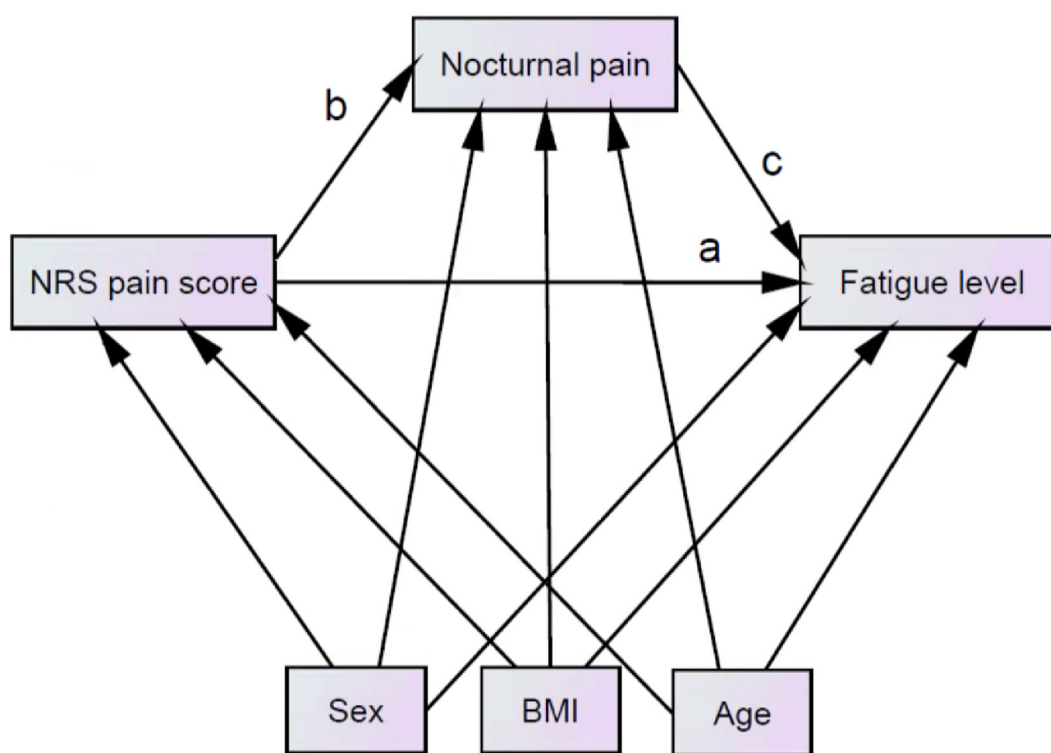 Nocturnal pain
b
c
NRS pain score
a
Fatigue level
Sex
BMI
Age